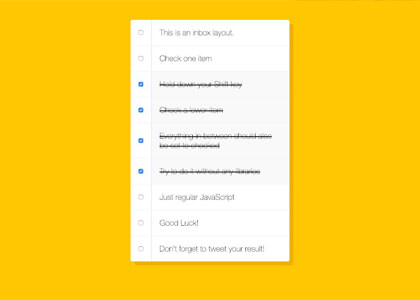 This is an inbox layout.
Check one item
Hold down your Shift key
Check a lower item
Everything in between should also
be set to checked
Try to do it without any libraries
Just regular JavaScript
Good Luck!
Don't forget to tweet your result!